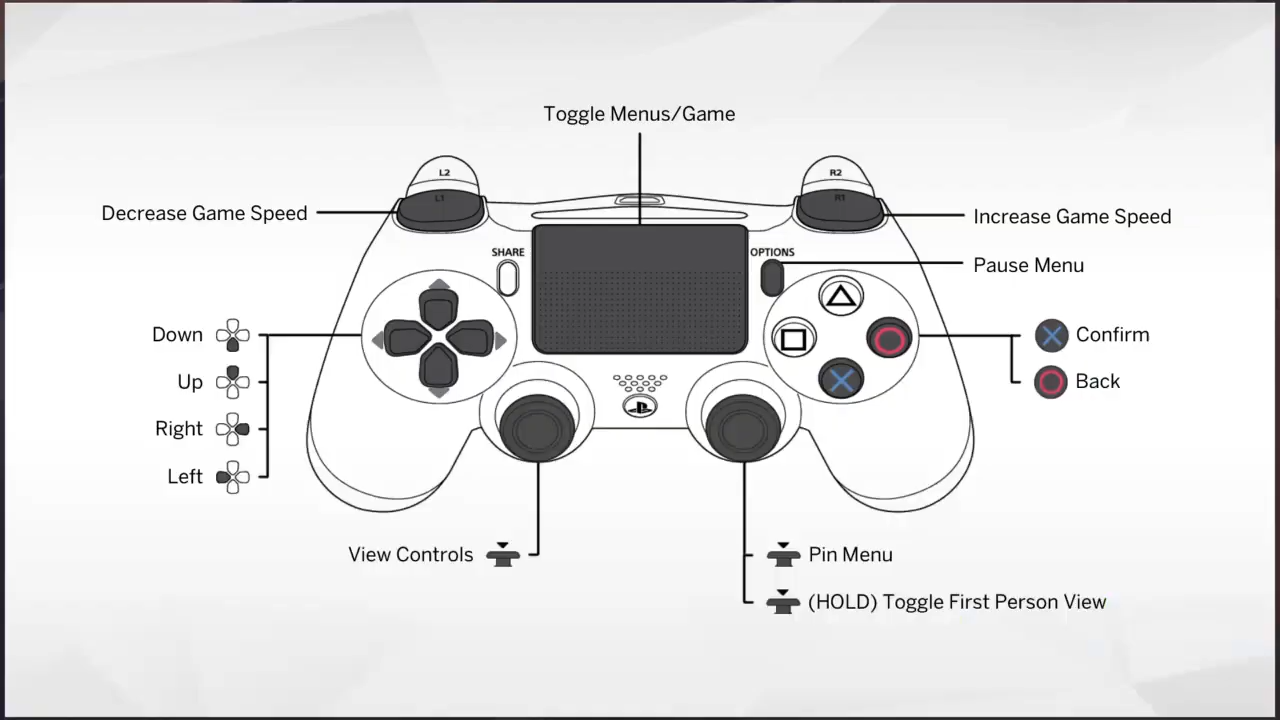 Toggle Menus/Game
L2
R2
L1
R1
Decrease Game Speed
Increase Game Speed
SHARE
OPTIONS
Pause Menu
Down
Confirm
Up
Back
Right
Left
View Controls
Pin Menu
(HOLD) Toggle First Person View